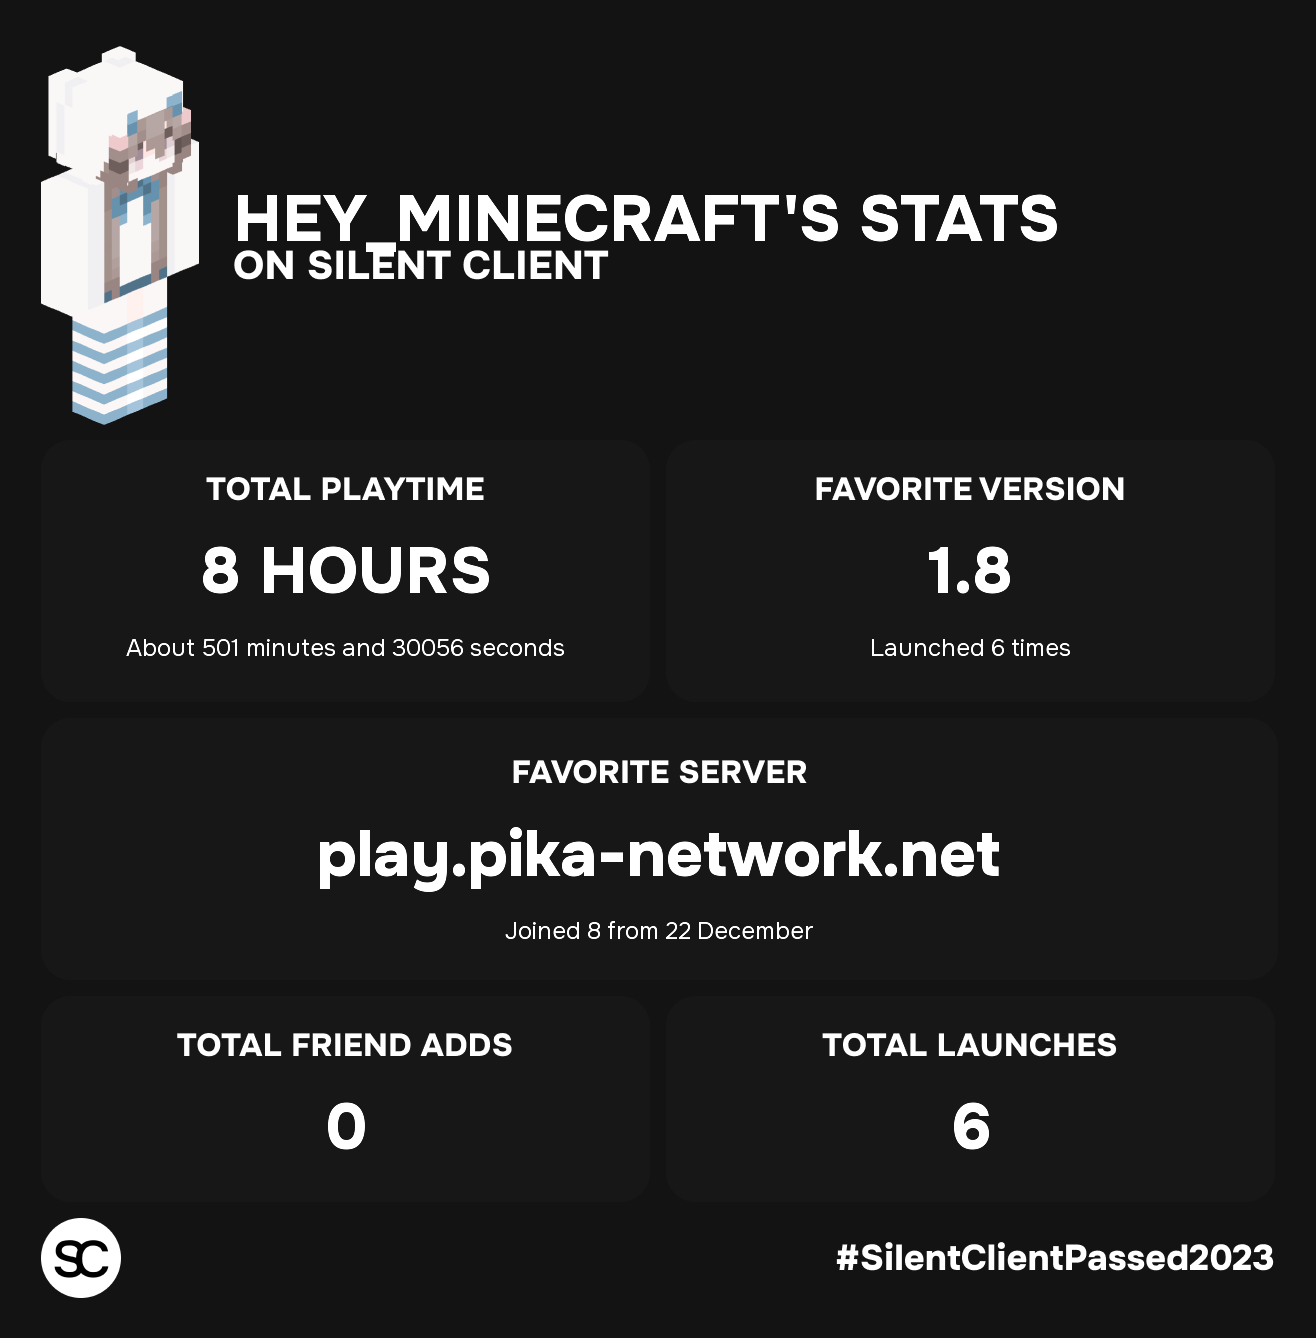 HEY_MINECRAFT'S STATS
ON SILENT CLIENT
TOTAL PLAYTIME
8 HOURS
About 501 minutes and 30056 seconds
FAVORITE VERSION
1.8
Launched 6 times
FAVORITE SERVER
play.pika-network.net
Joined 8 from 22 December
TOTAL FRIEND ADDS
0
TOTAL LAUNCHES
6
SC
#SilentClientPassed2023